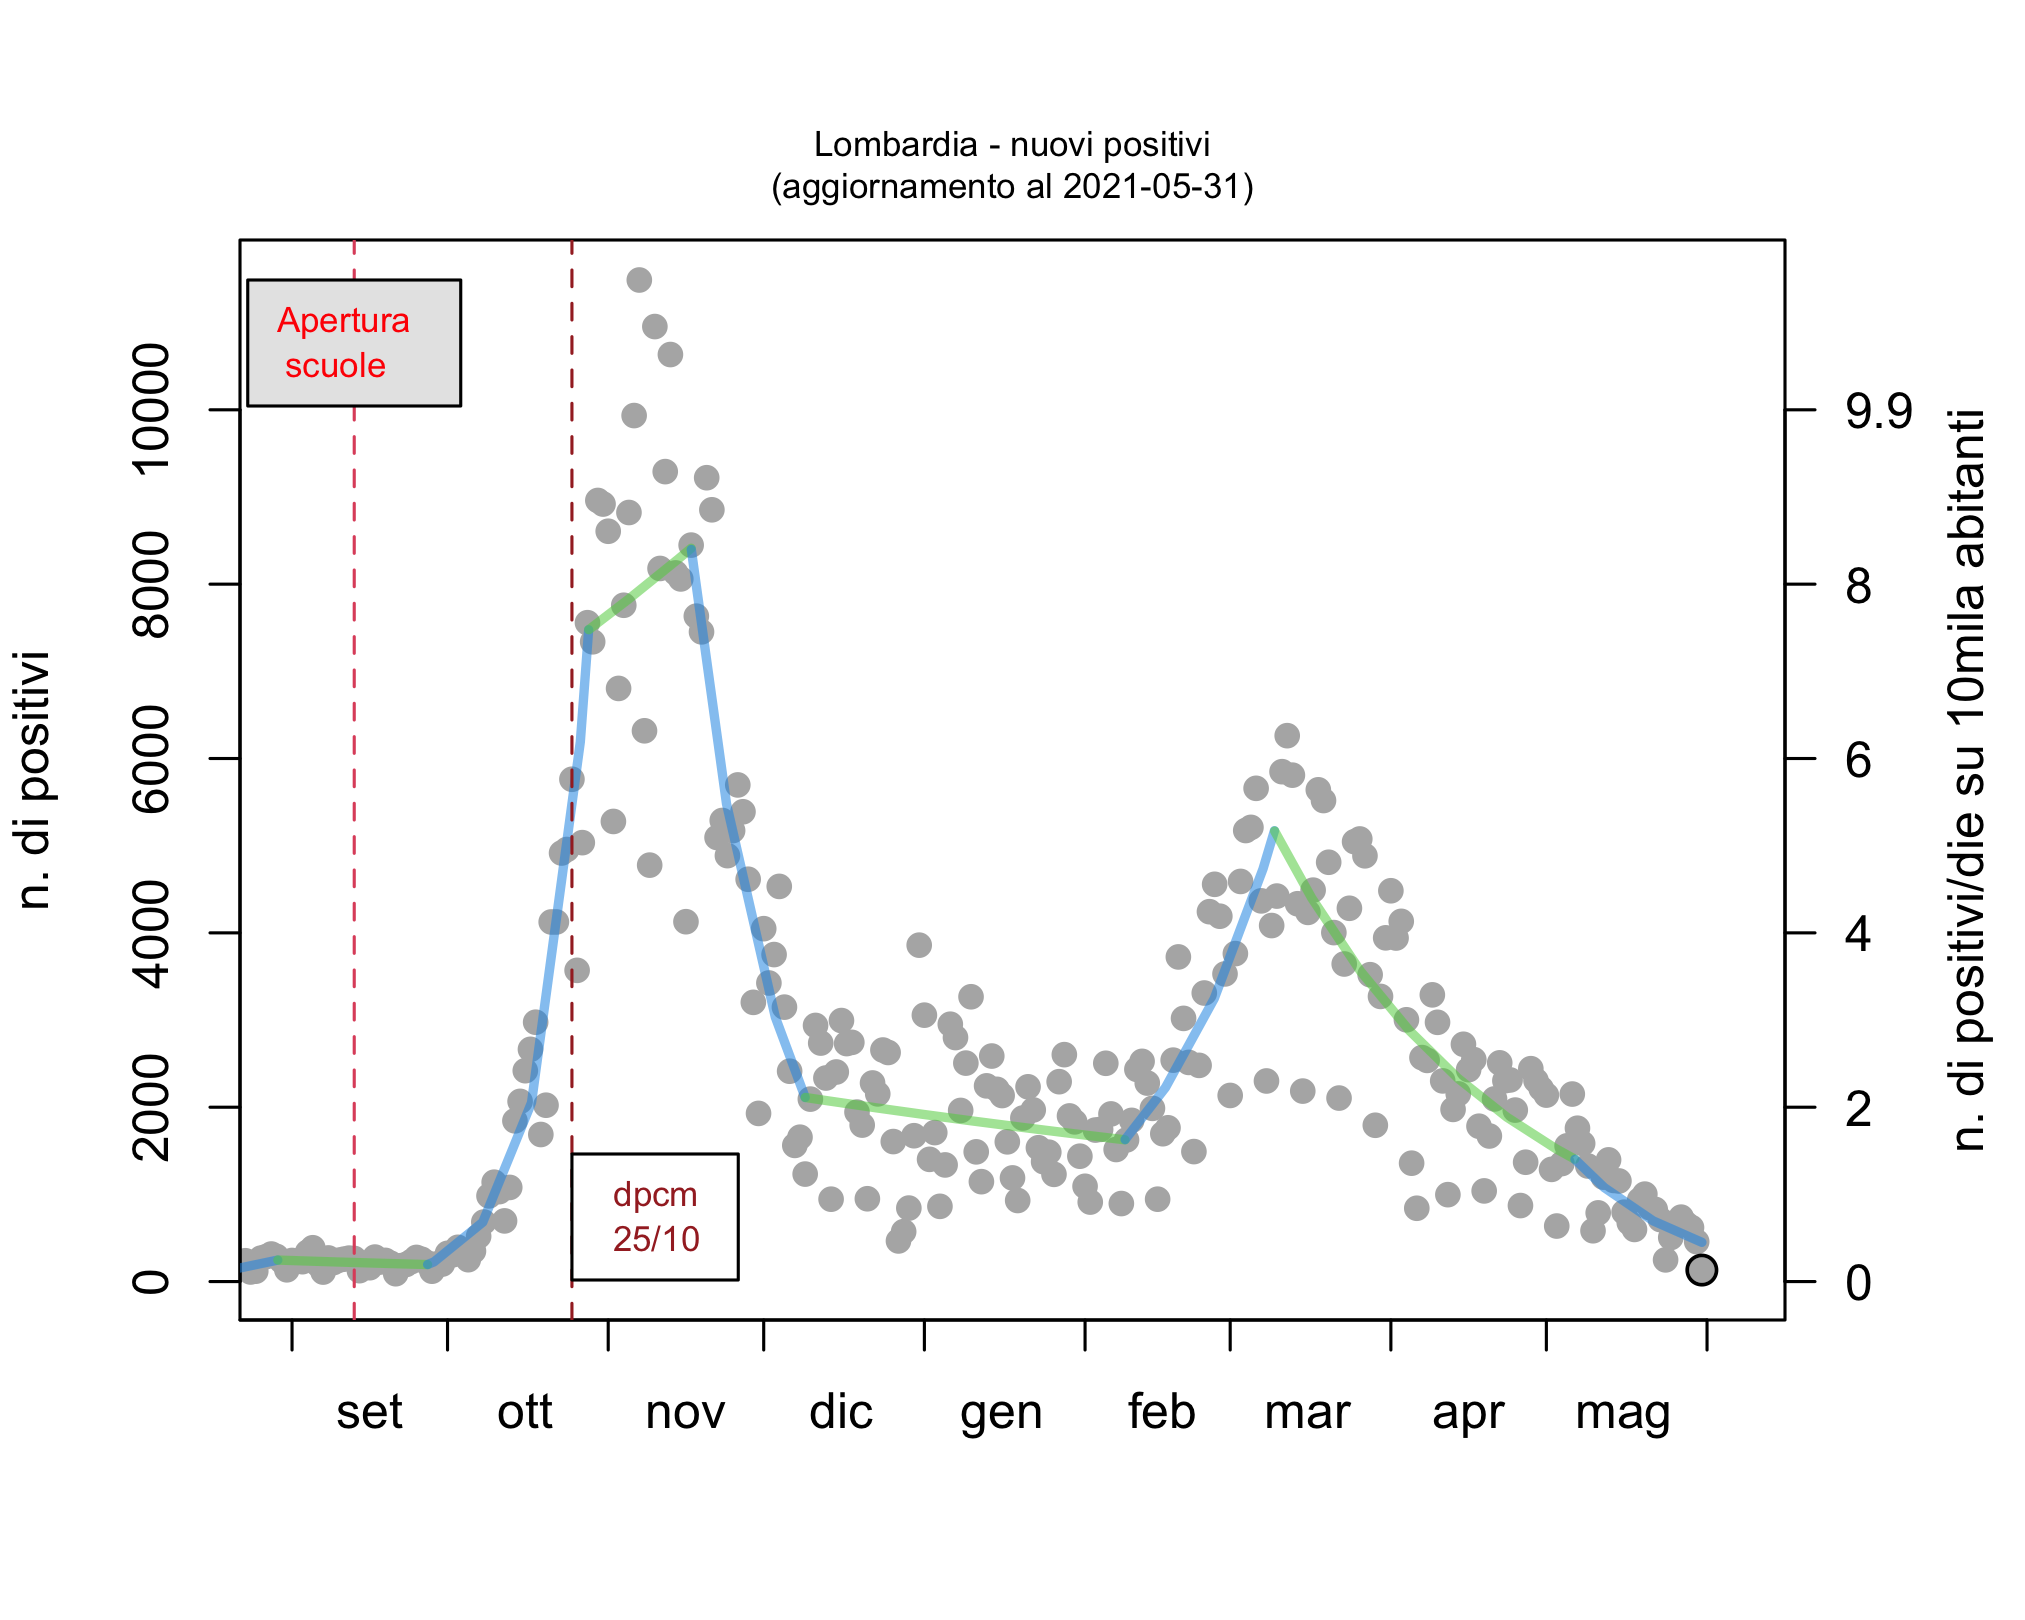 Lombardia - nuovi positivi
(aggiornamento al 2021-05-31)
Apertura
scuole
dpcm
25/10
n. di positivi
0
2000
4000
6000
8000
10000
n. di positivi/die su 10mila abitanti
0
2
4
6
8
9.9
set
ott
nov
dic
gen
feb
mar
apr
mag